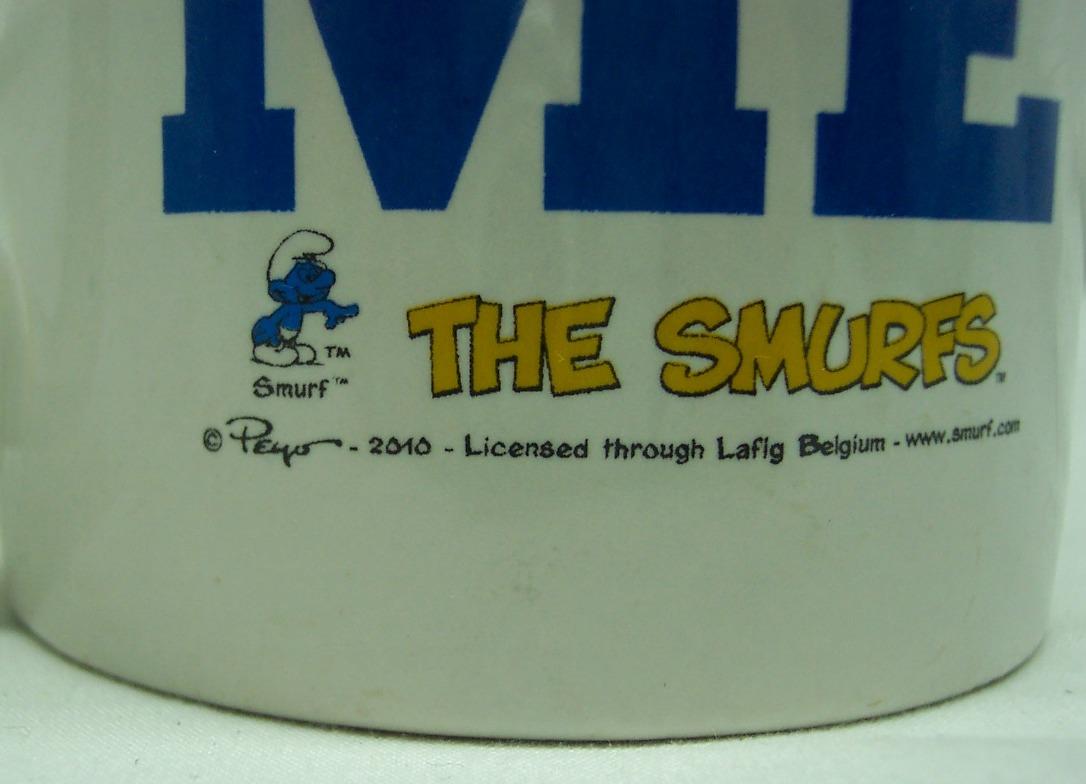 ME
™
Smurf™
THE SMURFS™
© Peyo - 2010 - Licensed through Lafig Belgium - www.smurf.com